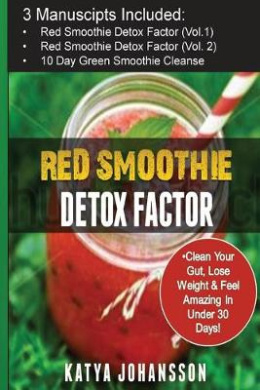 3 Manuscipts Included:
• Red Smoothie Detox Factor (Vol.1)
• Red Smoothie Detox Factor (Vol. 2)
• 10 Day Green Smoothie Cleanse
RED SMOOTHIE
DETOX FACTOR
•Clean Your
Gut, Lose
Weight & Feel
Amazing In
Under 30
Days!
KATYA JOHANSSON